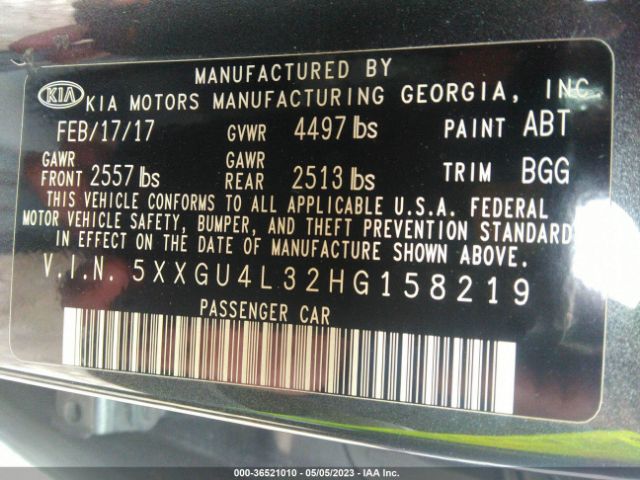 MANUFACTURED BY
KIA KIA MOTORS MANUFACTURING GEORGIA, INC
FEB/17/17 GVWR 4497 lbs PAINT ABT
GAWR GAWR
FRONT 2557 lbs REAR 2513 lbs TRIM BGG
THIS VEHICLE CONFORMS TO ALL APPLICABLE U.S.A. FEDERAL
MOTOR VEHICLE SAFETY, BUMPER, AND THEFT PREVENTION STANDARD
IN EFFECT ON THE DATE OF MANUFACTURE SHOWN ABOVE.
V.I.N. 5XXGU4L32HG158219
PASSENGER CAR
000-36521010 - 05/05/2023 - IAA Inc.